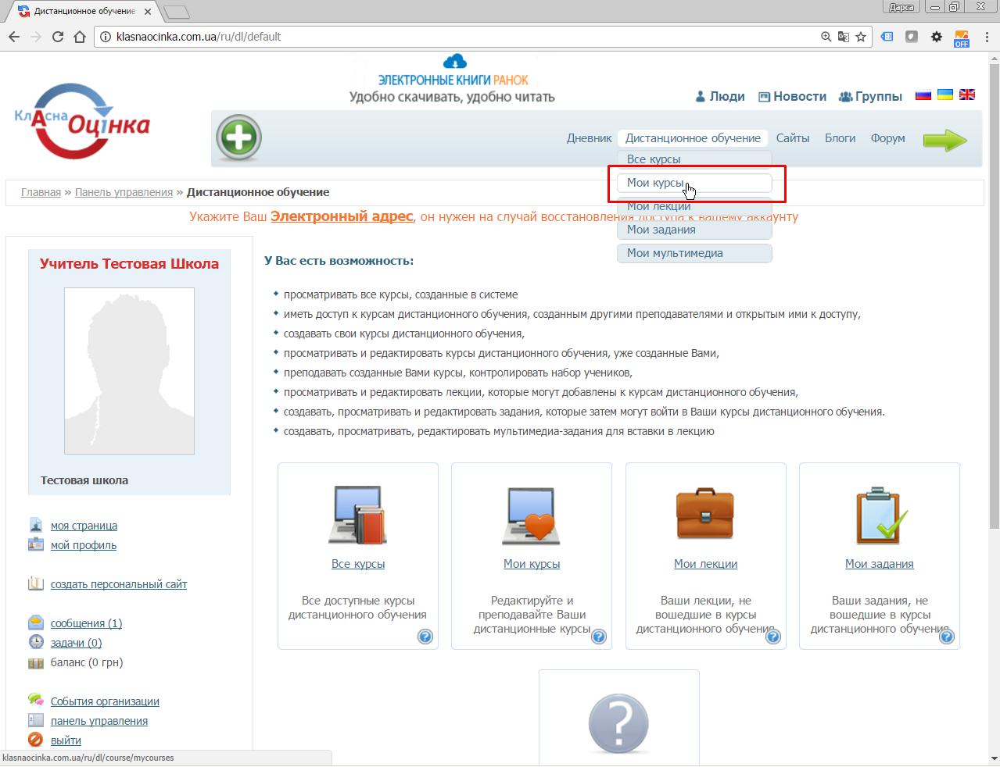 Дистанционное обучение
Дарса
klasnaocinka.com.ua/ru/dl/default
OFF
ЭЛЕКТРОННЫЕ КНИГИ РАНОК
Удобно скачивать, удобно читать
Люди Новости Группы
КлАсна Оцінка
Дневник Дистанционное обучение Сайты Блоги Форум
Все курсы
Мои курсы
Мои лекции
Мои задания
Мои мультимедиа
Главная » Панель управления » Дистанционное обучение
Укажите Ваш Электронный адрес, он нужен на случай восстановления доступа к вашему аккаунту
Учитель Тестовая Школа
Тестовая школа
моя страница
мой профиль
создать персональный сайт
сообщения (1)
задачи (0)
баланс (0 грн)
События организации
панель управления
выйти
У Вас есть возможность:
просматривать все курсы, созданные в системе
иметь доступ к курсам дистанционного обучения, созданным другими преподавателями и открытым ими к доступу,
создавать свои курсы дистанционного обучения,
просматривать и редактировать курсы дистанционного обучения, уже созданные Вами,
преподавать созданные Вами курсы, контролировать набор учеников,
просматривать и редактировать лекции, которые могут добавлены к курсам дистанционного обучения,
создавать, просматривать и редактировать задания, которые затем могут войти в Ваши курсы дистанционного обучения.
создавать, просматривать, редактировать мультимедиа-задания для вставки в лекцию
Все курсы
Все доступные курсы
дистанционного обучения
Мои курсы
Редактируйте и
преподавайте Ваши
дистанционные курсы
Мои лекции
Ваши лекции, не
вошедшие в курсы
дистанционного обучения
Мои задания
Ваши задания, не
вошедшие в курсы
дистанционного обучения
klasnaocinka.com.ua/ru/dl/course/mycourses